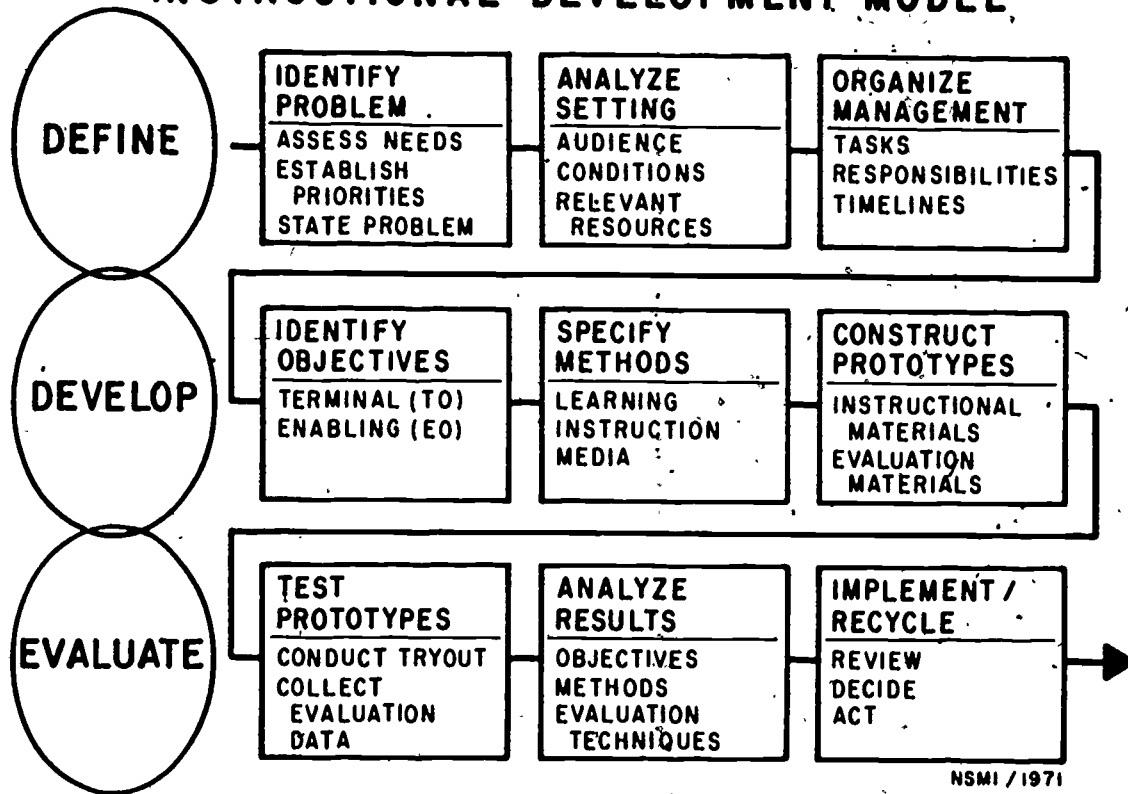 INSTRUCTIONAL DEVELOPMENT MODEL
DEFINE
IDENTIFY
PROBLEM
ASSESS NEEDS
ESTABLISH
PRIORITIES
STATE PROBLEM
ANALYZE
SETTING
AUDIENCE
CONDITIONS
RELEVANT
RESOURCES
ORGANIZE
MANAGEMENT
TASKS
RESPONSIBILITIES
TIMELINES
DEVELOP
IDENTIFY
OBJECTIVES
TERMINAL (TO)
ENABLING (EO)
SPECIFY
METHODS
LEARNING
INSTRUCTION
MEDIA
CONSTRUCT
PROTOTYPES
INSTRUCTIONAL
MATERIALS
EVALUATION
MATERIALS
EVALUATE
TEST
PROTOTYPES
CONDUCT TRYOUT
COLLECT
EVALUATION
DATA
ANALYZE
RESULTS
OBJECTIVES
METHODS
EVALUATION
TECHNIQUES
IMPLEMENT /
RECYCLE
REVIEW
DECIDE
ACT
NSMI / 1971